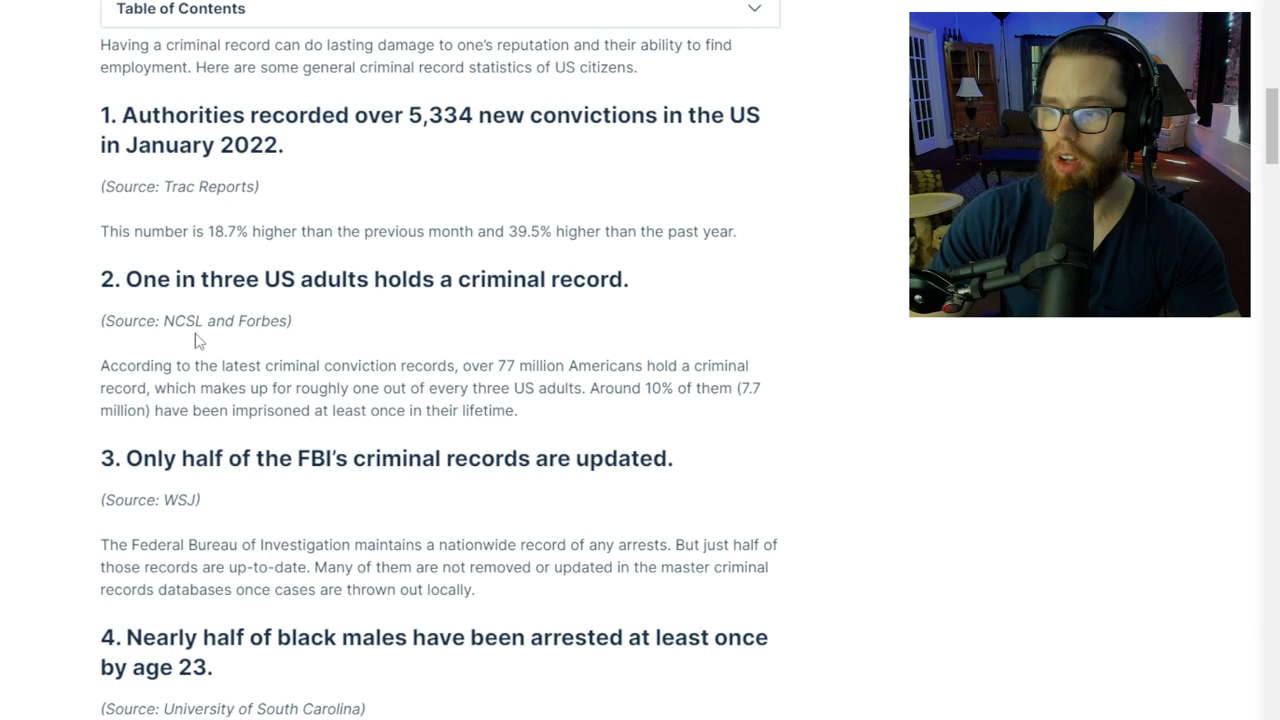 Table of Contents
Having a criminal record can do lasting damage to one’s reputation and their ability to find
employment. Here are some general criminal record statistics of US citizens.
1. Authorities recorded over 5,334 new convictions in the US
in January 2022.
(Source: Trac Reports)
This number is 18.7% higher than the previous month and 39.5% higher than the past year.
2. One in three US adults holds a criminal record.
(Source: NCSL and Forbes)
According to the latest criminal conviction records, over 77 million Americans hold a criminal
record, which makes up for roughly one out of every three US adults. Around 10% of them (7.7
million) have been imprisoned at least once in their lifetime.
3. Only half of the FBI’s criminal records are updated.
(Source: WSJ)
The Federal Bureau of Investigation maintains a nationwide record of any arrests. But just half of
those records are up-to-date. Many of them are not removed or updated in the master criminal
records databases once cases are thrown out locally.
4. Nearly half of black males have been arrested at least once
by age 23.
(Source: University of South Carolina)